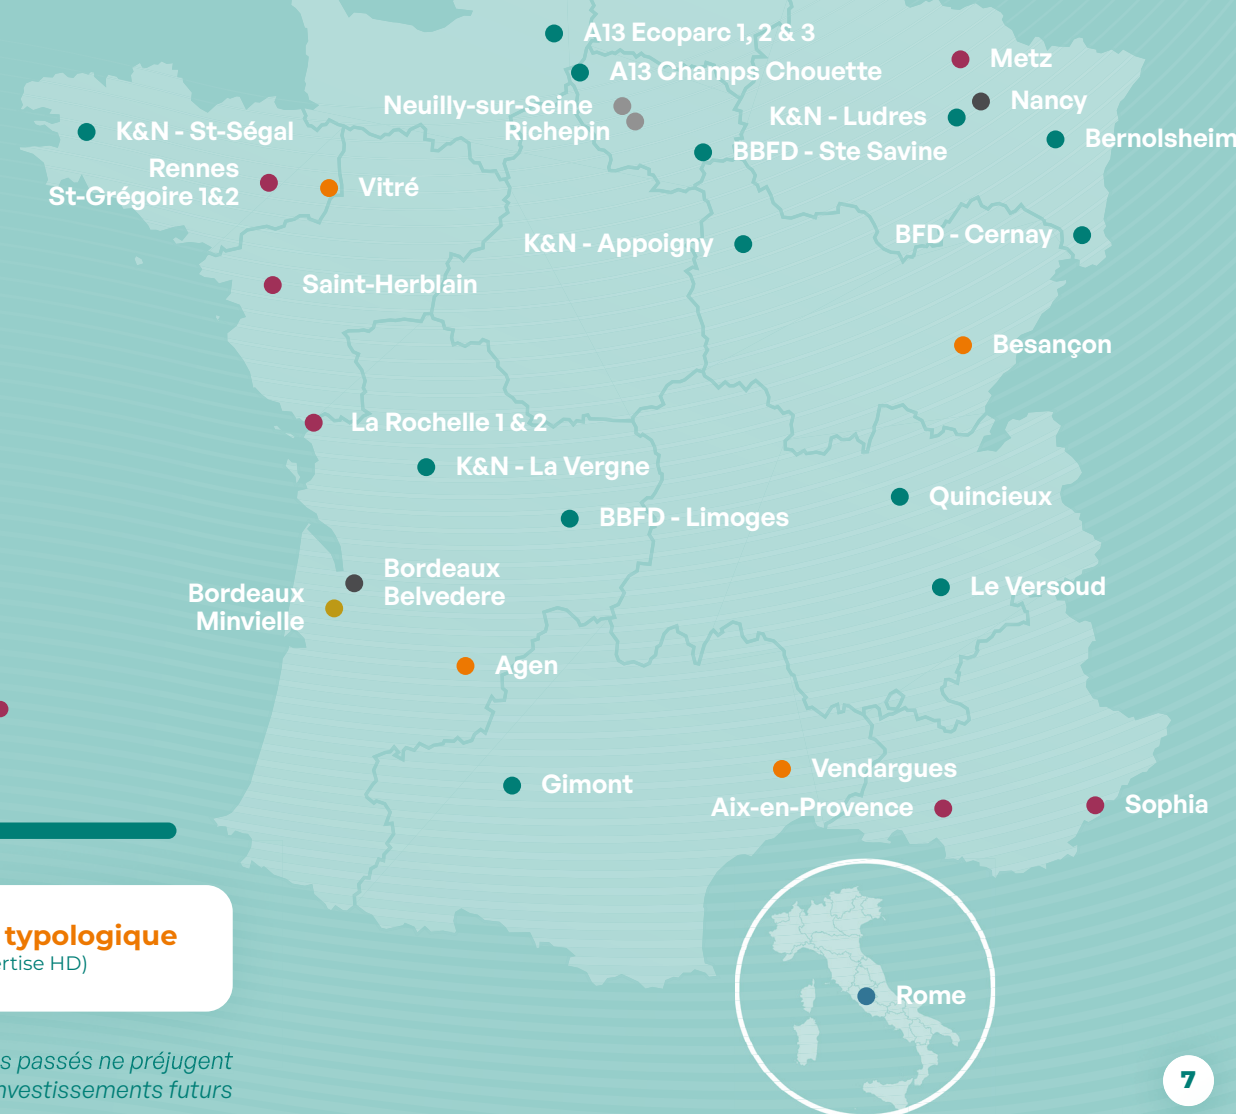 A13 Ecoparc 1, 2 & 3
Metz
A13 Champs Chouette
Nancy
Neuilly-sur-Seine
Richepin
K&N - Ludres
K&N - St-Ségal
Bernolsheim
BBFD - Ste Savine
Rennes
St-Grégoire 1&2
Vitré
BFD - Cernay
K&N - Appoigny
Saint-Herblain
Besançon
La Rochelle 1 & 2
K&N - La Vergne
Quincieux
BBFD - Limoges
Bordeaux
Belvedere
Bordeaux
Minvielle
Le Versoud
Agen
Vendargues
Gimont
Aix-en-Provence
Sophia
typologique
ertise HD)
Rome
s passés ne préjugent
nvestissements futurs
7